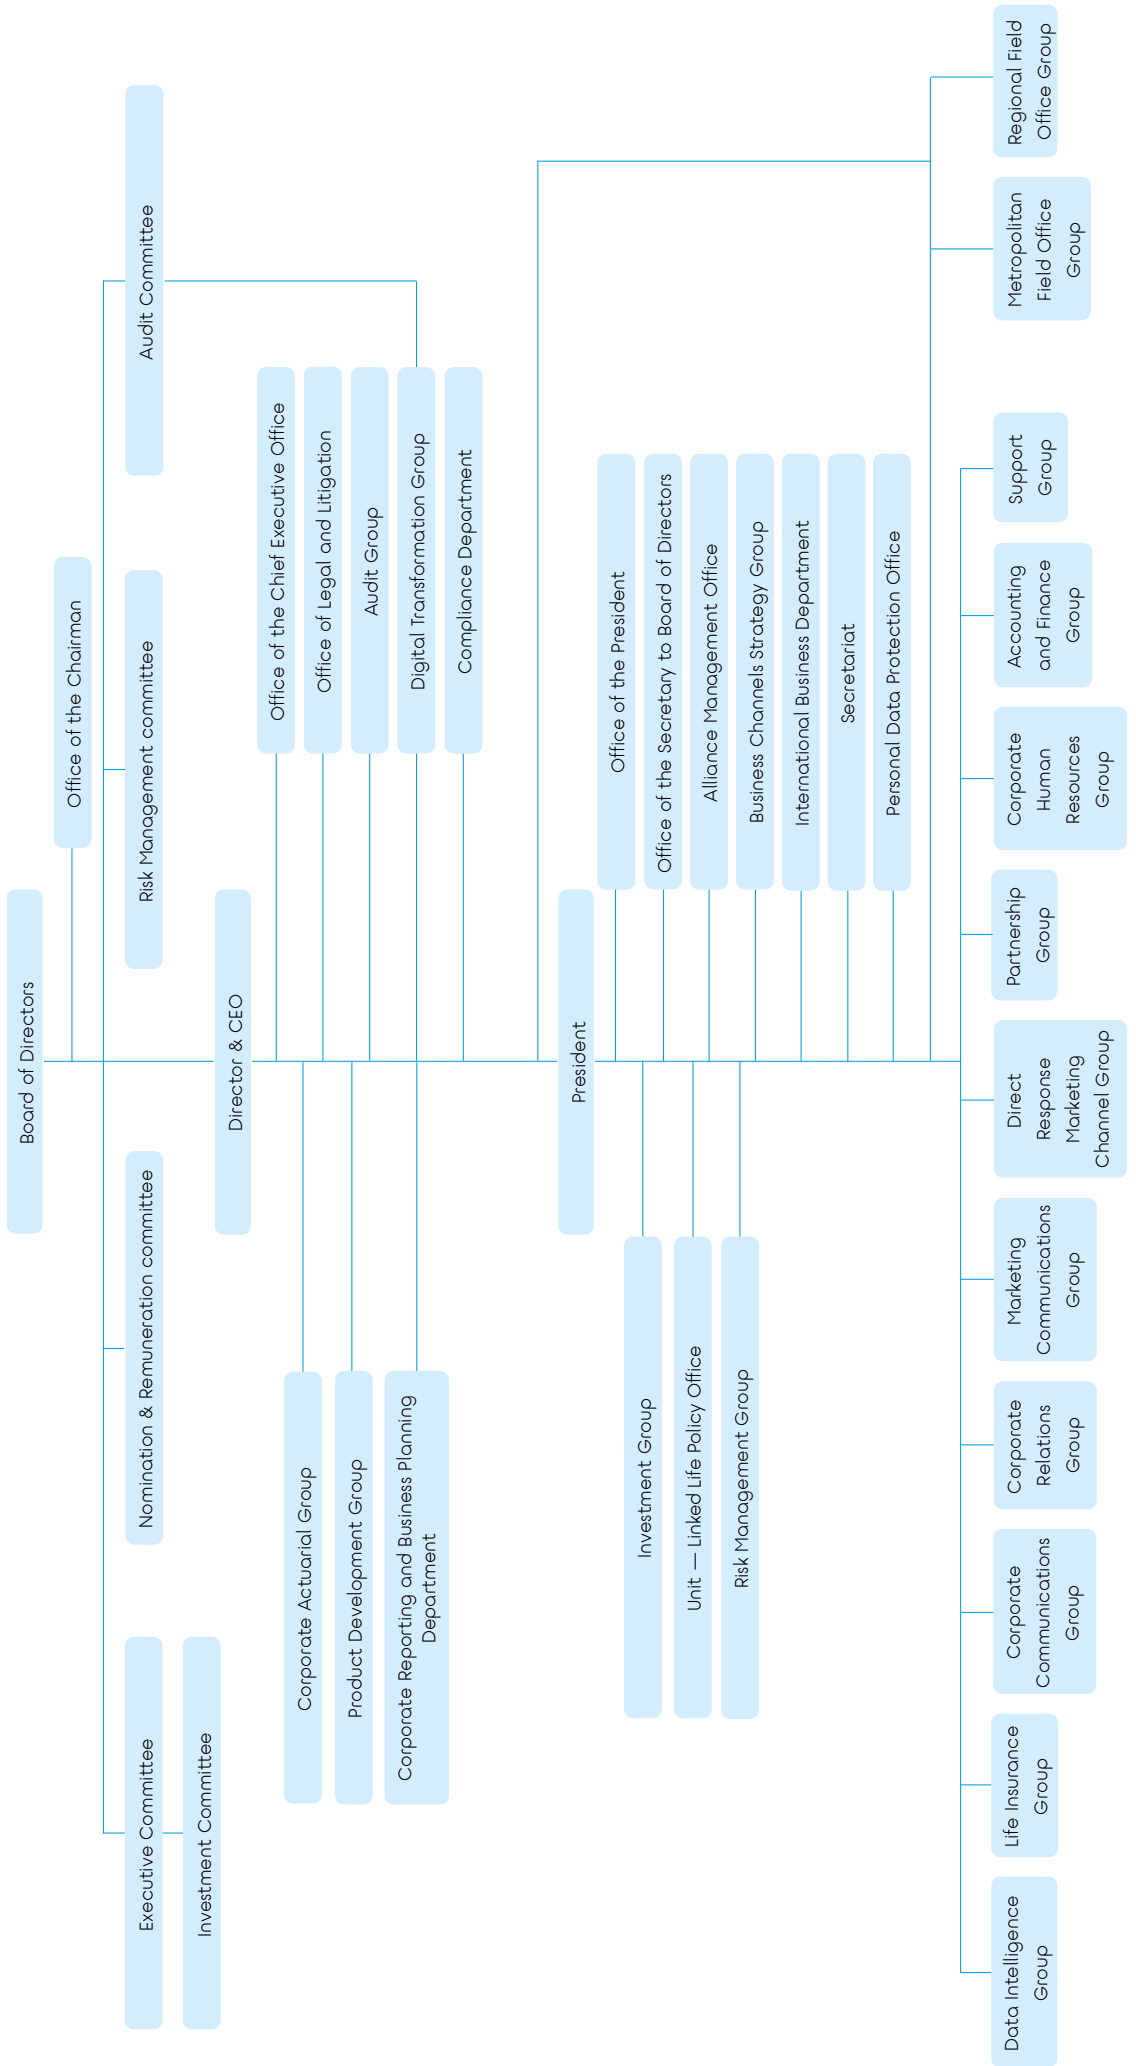 Board of Directors
Office of the Chairman
Executive Committee
Nomination & Remuneration committee
Risk Management committee
Audit Committee
Investment Committee
Director & CEO
Office of the Chief Executive Office
Corporate Actuarial Group
Office of Legal and Litigation
Product Development Group
Audit Group
Corporate Reporting and Business Planning
Department
Digital Transformation Group
Compliance Department
President
Office of the President
Investment Group
Office of the Secretary to Board of Directors
Unit — Linked Life Policy Office
Alliance Management Office
Risk Management Group
Business Channels Strategy Group
International Business Department
Secretariat
Personal Data Protection Office
Data Intelligence
Group
Life Insurance
Group
Corporate
Communications
Group
Corporate
Relations
Group
Marketing
Communications
Group
Direct
Response
Marketing
Channel Group
Partnership
Group
Corporate
Human
Resources
Group
Accounting
and Finance
Group
Support
Group
Metropolitan
Field Office
Group
Regional Field
Office Group